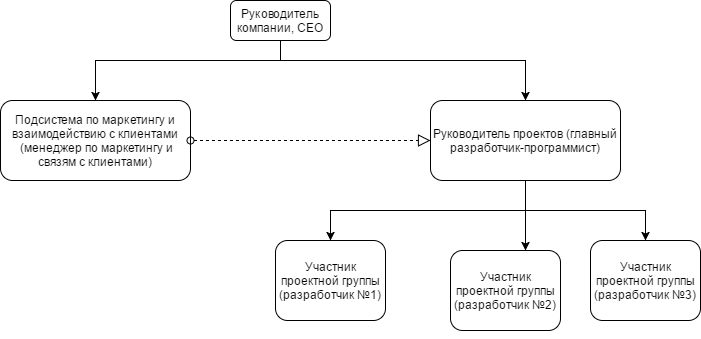 Руководитель
компании, CEO
Подсистема по маркетингу и
взаимодействию с клиентами
(менеджер по маркетингу и
связям с клиентами)
Руководитель проектов (главный
разработчик-программист)
Участник
проектной группы
(разработчик №1)
Участник
проектной группы
(разработчик №2)
Участник
проектной группы
(разработчик №3)